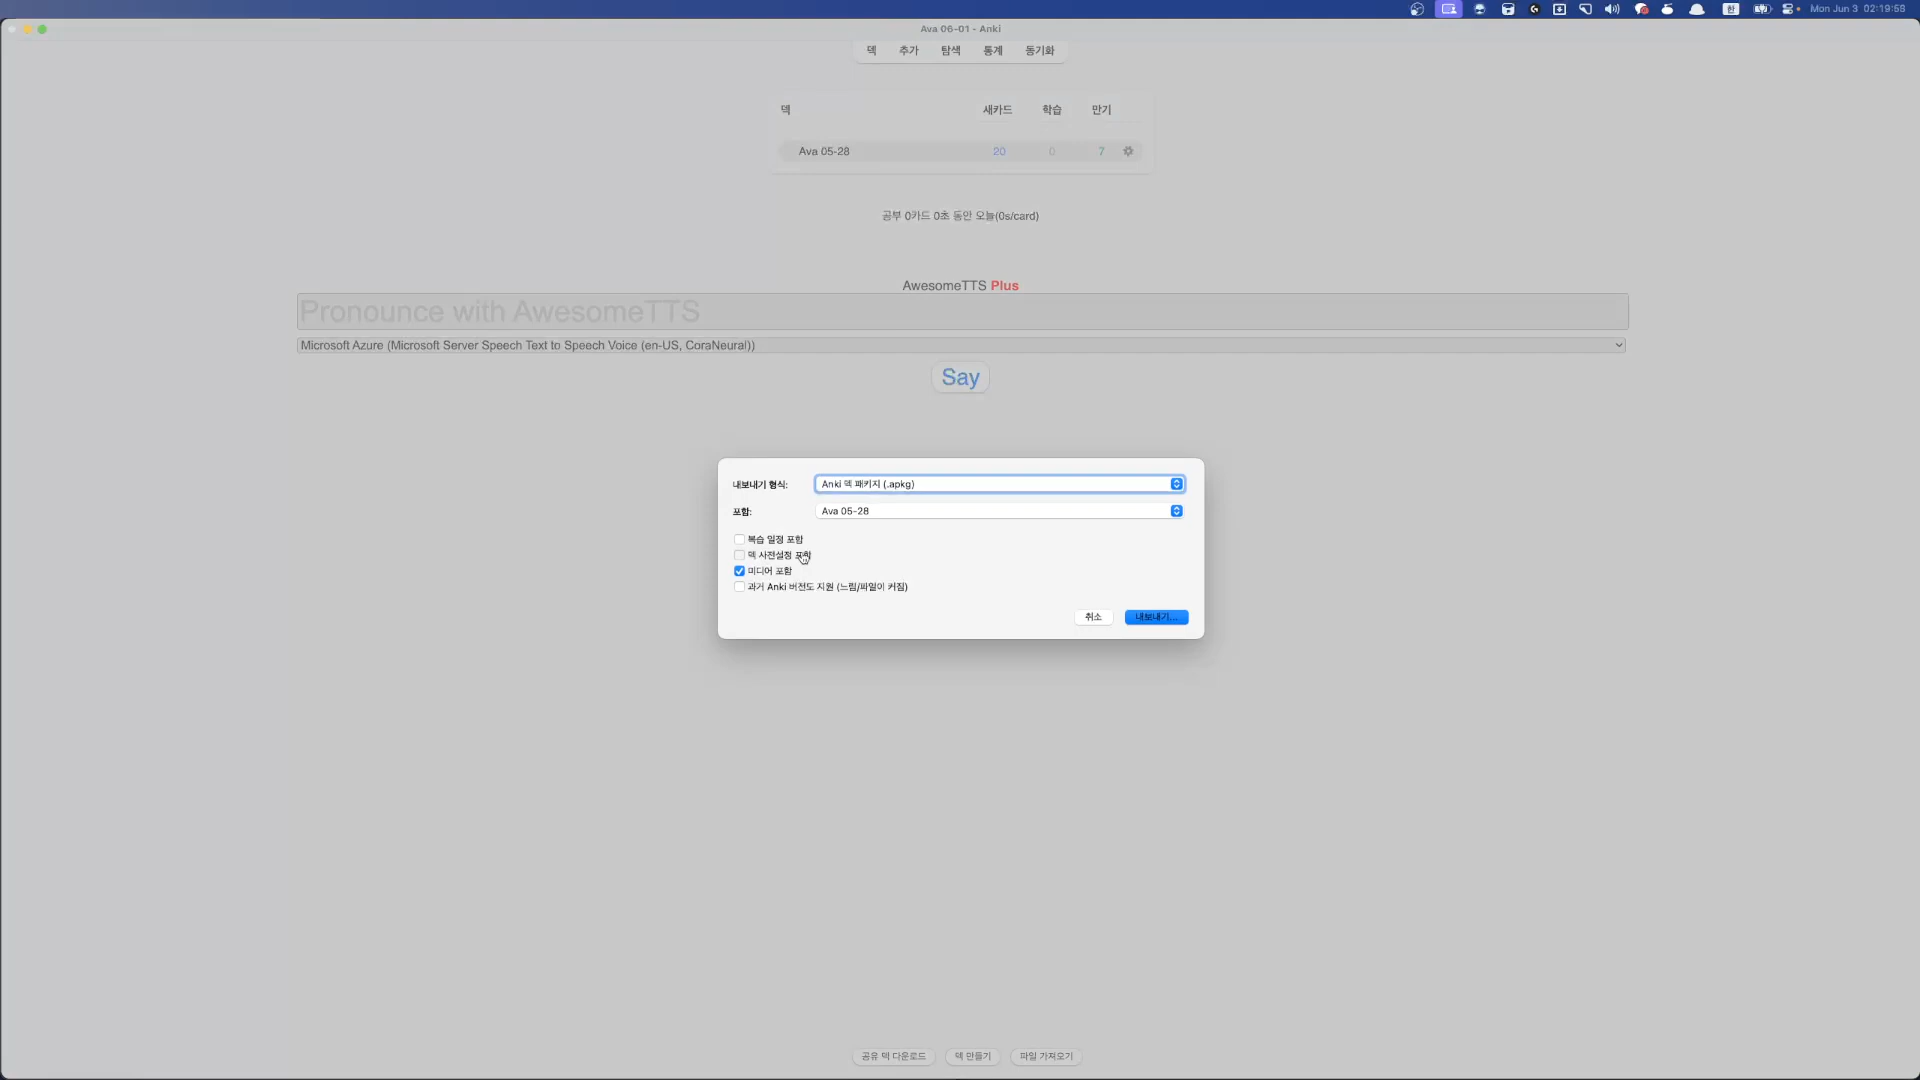 한
Mon Jun 3 02:19:58
Ava 06-01 - Anki
덱 추가 탐색 통계 동기화
덱 새카드 학습 만기
Ava 05-28 20 0 7
공부 0카드 0초 동안 오늘(0s/card)
AwesomeTTS Plus
Pronounce with AwesomeTTS
Microsoft Azure (Microsoft Server Speech Text to Speech Voice (en-US, CoraNeural))
Say
내보내기 형식: Anki 덱 패키지 (.apkg)
포함: Ava 05-28
복습 일정 포함
덱 사전설정 포함
미디어 포함
과거 Anki 버전도 지원 (느림/파일이 커짐)
취소 내보내기...
공유 덱 다운로드 덱 만들기 파일 가져오기